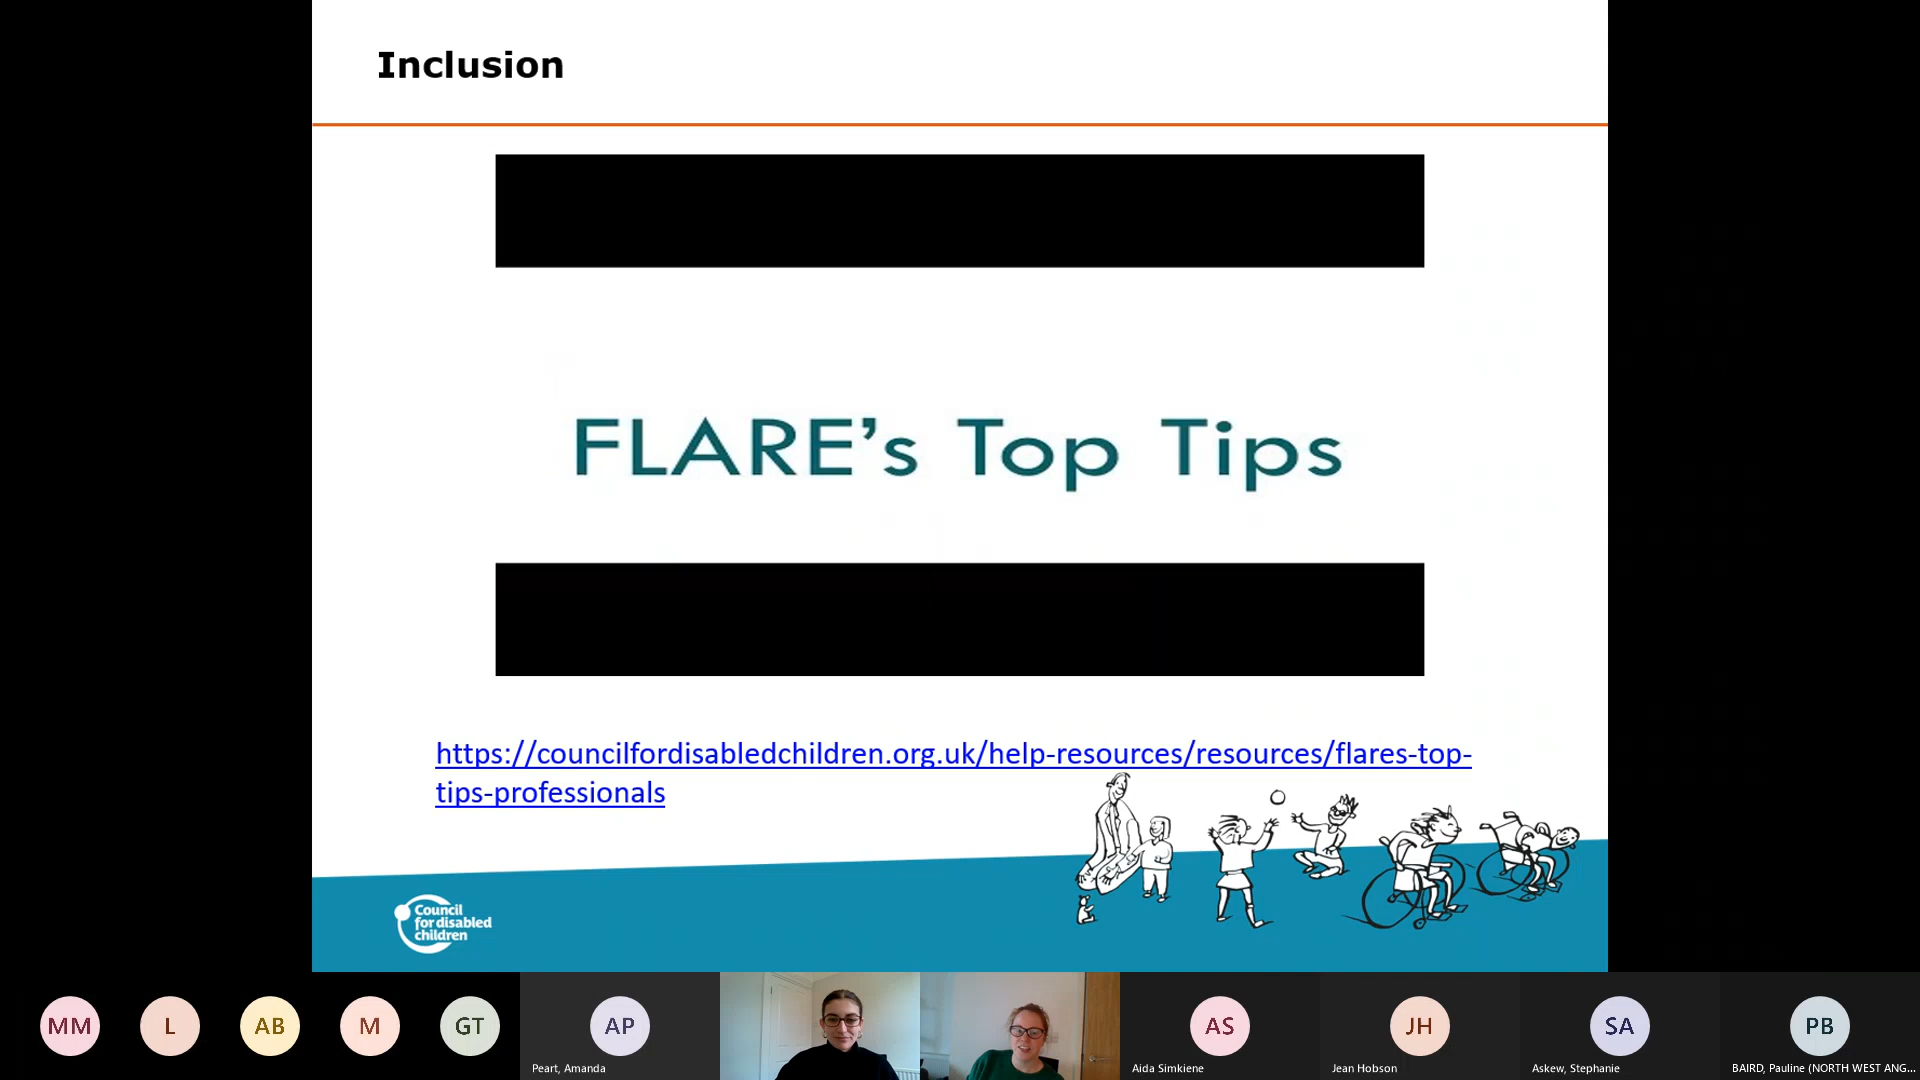 Inclusion
FLARE's Top Tips
https://councilfordisabledchildren.org.uk/help-resources/resources/flares-top-
tips-professionals
Council
for disabled
children
MM
L
AB
M
GT
AP
Peart, Amanda
AS
Aida Simkiene
JH
Jean Hobson
SA
Askew, Stephanie
PB
BAIRD, Pauline (NORTH WEST ANG...